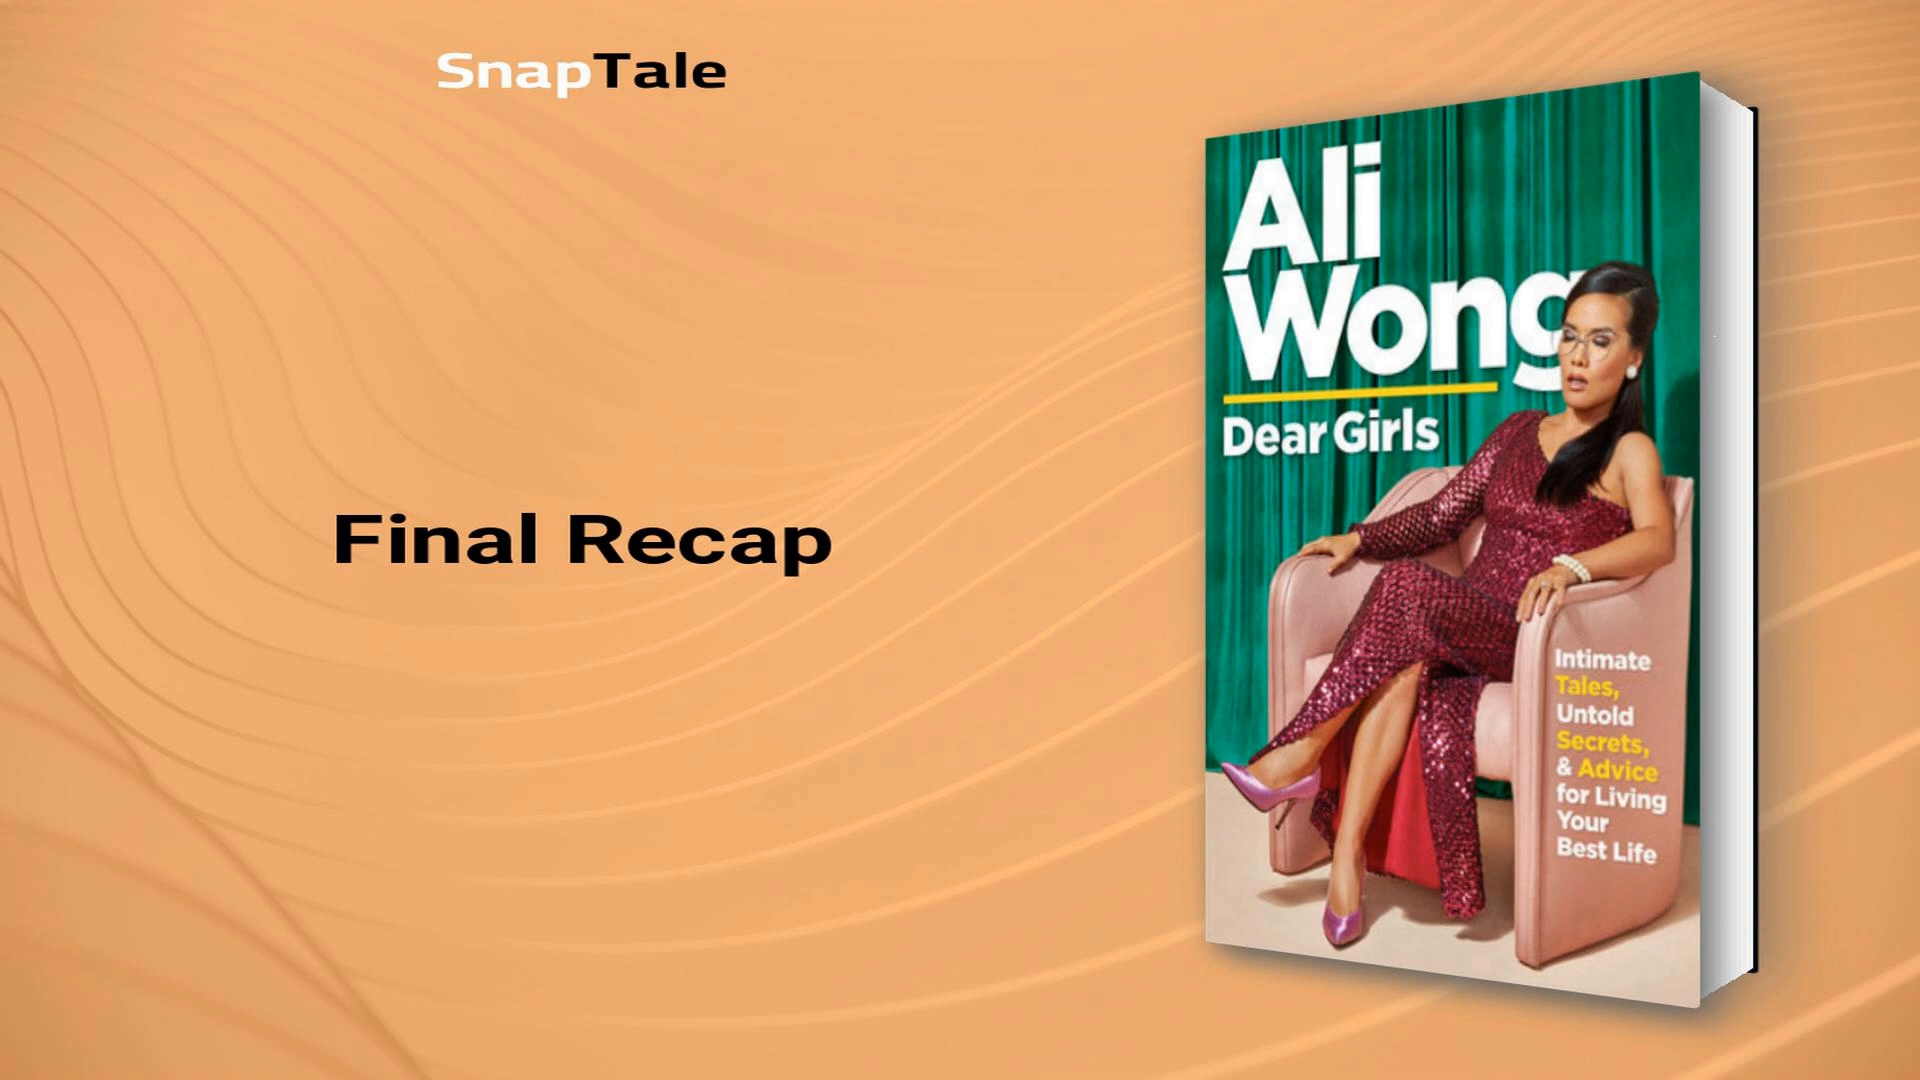 SnapTale
Final Recap
Ali
Wong
Dear Girls
Intimate
Tales,
Untold
Secrets,
& Advice
for Living
Your
Best Life